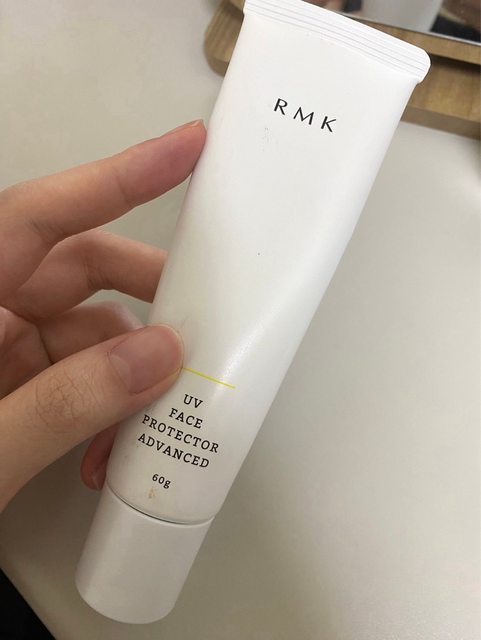 RMK
UV
FACE
PROTECTOR
ADVANCED
60g